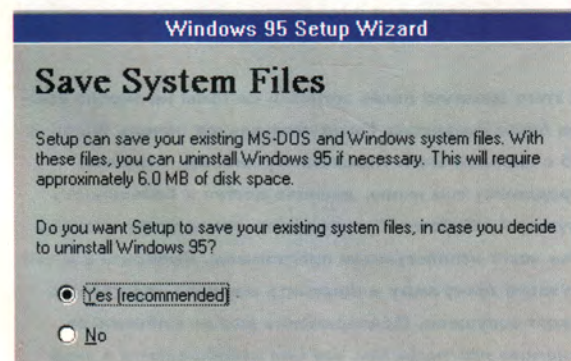 Windows 95 Setup Wizard
Save System Files
Setup can save your existing MS-DOS and Windows system files. With
these files, you can uninstall Windows 95 if necessary. This will require
approximately 6.0 MB of disk space.
Do you want Setup to save your existing system files, in case you decide
to uninstall Windows 95?
Yes (recommended)
No